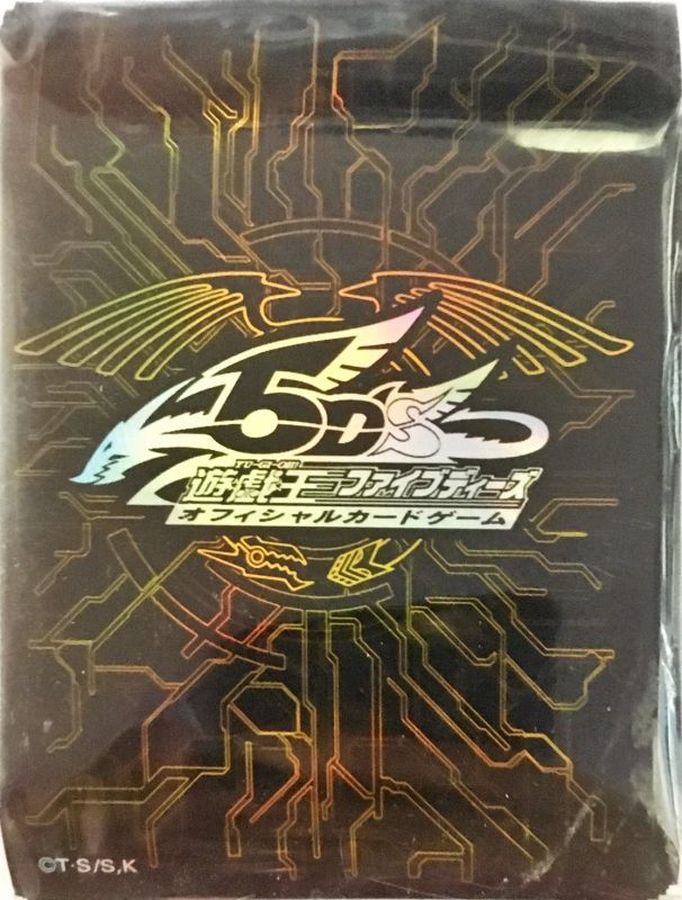 5D's
YU-GI-OH!
遊☆戯☆王ファイブディーズ
オフィシャルカードゲーム
©T・S/S,K